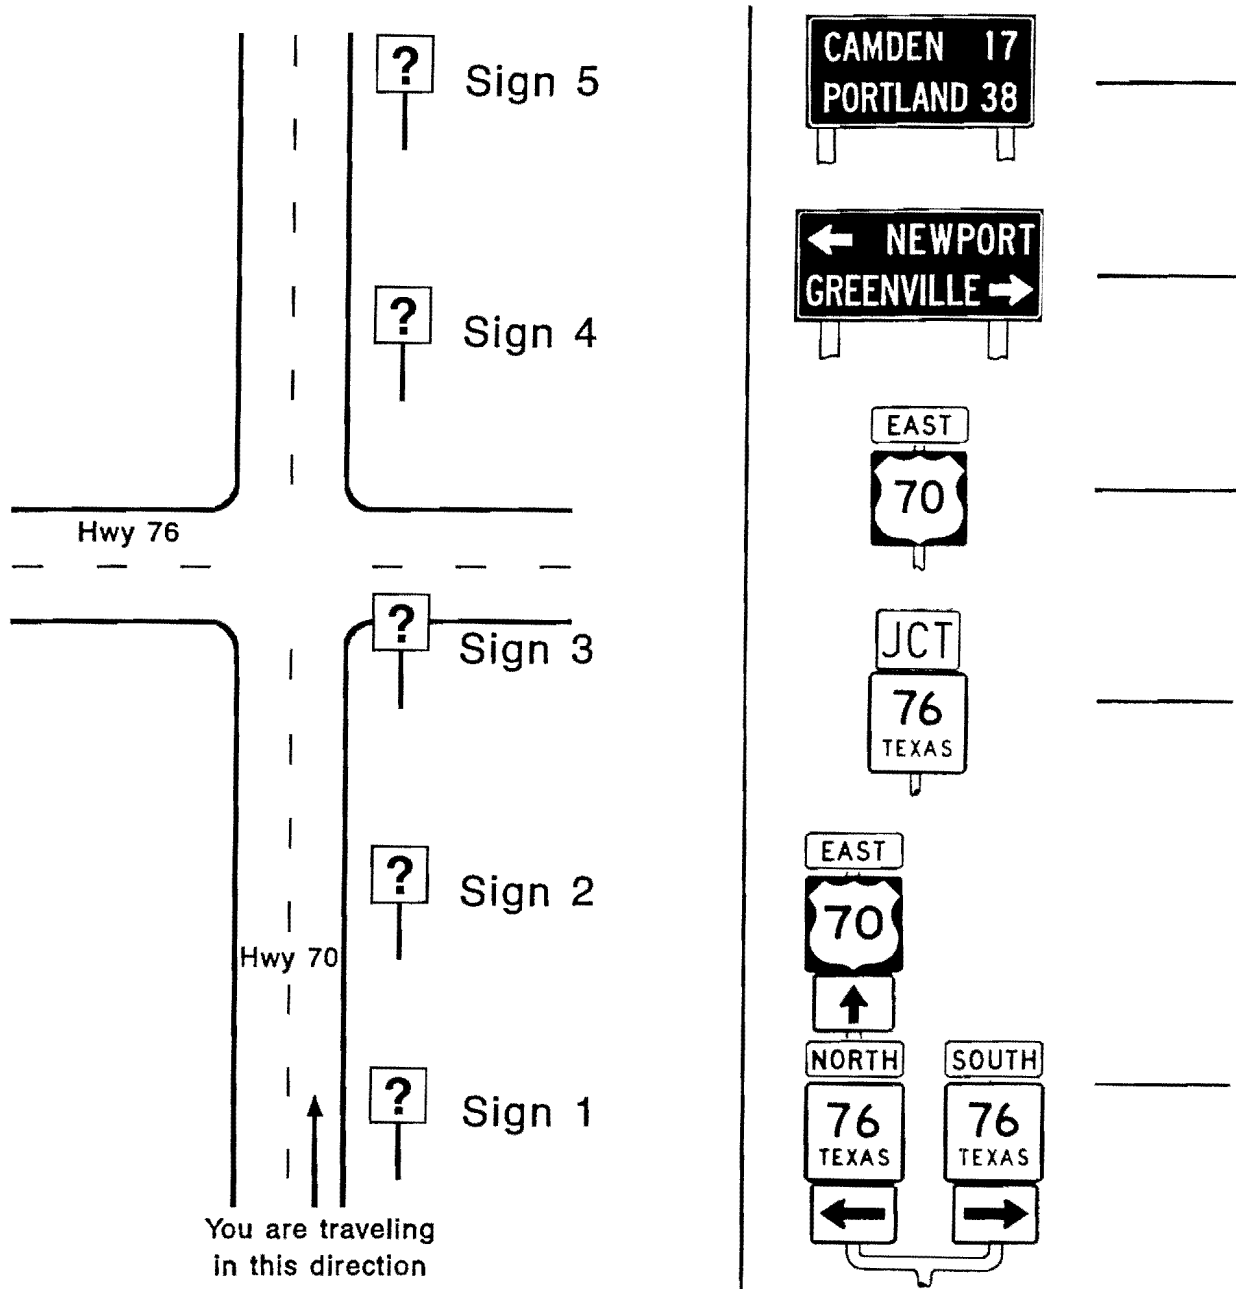 ?
Sign 5
?
Sign 4
Hwy 76
?
Sign 3
?
Sign 2
Hwy 70
?
Sign 1
You are traveling
in this direction
CAMDEN 17
PORTLAND 38
← NEWPORT
GREENVILLE →
EAST
70
JCT
76
TEXAS
EAST
70
↑
NORTH SOUTH
76 76
TEXAS TEXAS
← →